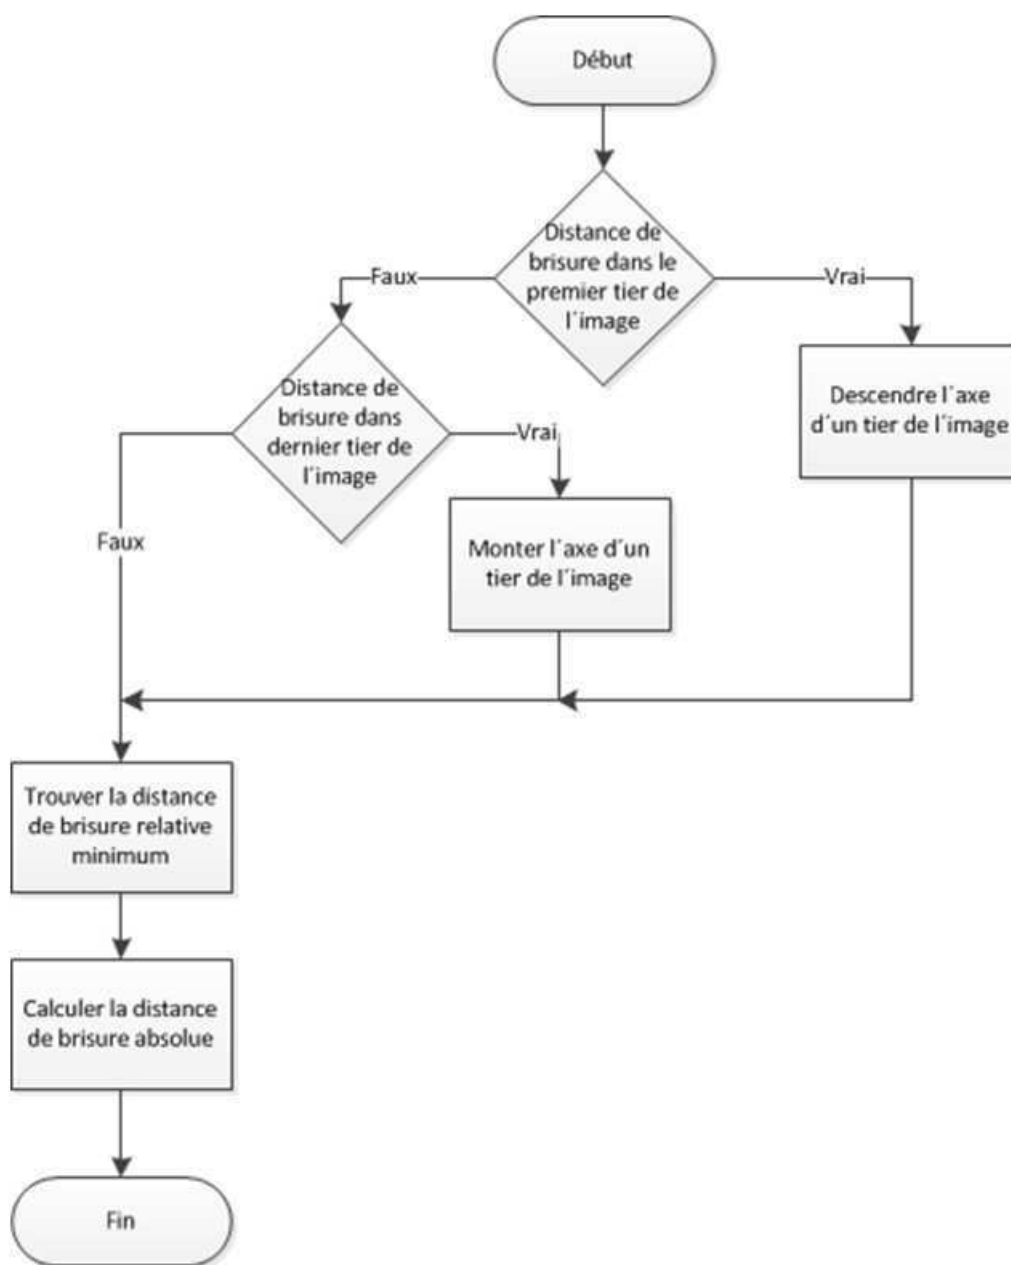 Début
Distance de
brisure dans le
premier tier de
l´image
Faux
Vrai
Distance de
brisure dans
dernier tier de
l´image
Descendre l´axe
d´un tier de l´image
Vrai
Faux
Monter l´axe d´un
tier de l´image
Trouver la distance
de brisure relative
minimum
Calculer la distance
de brisure absolue
Fin